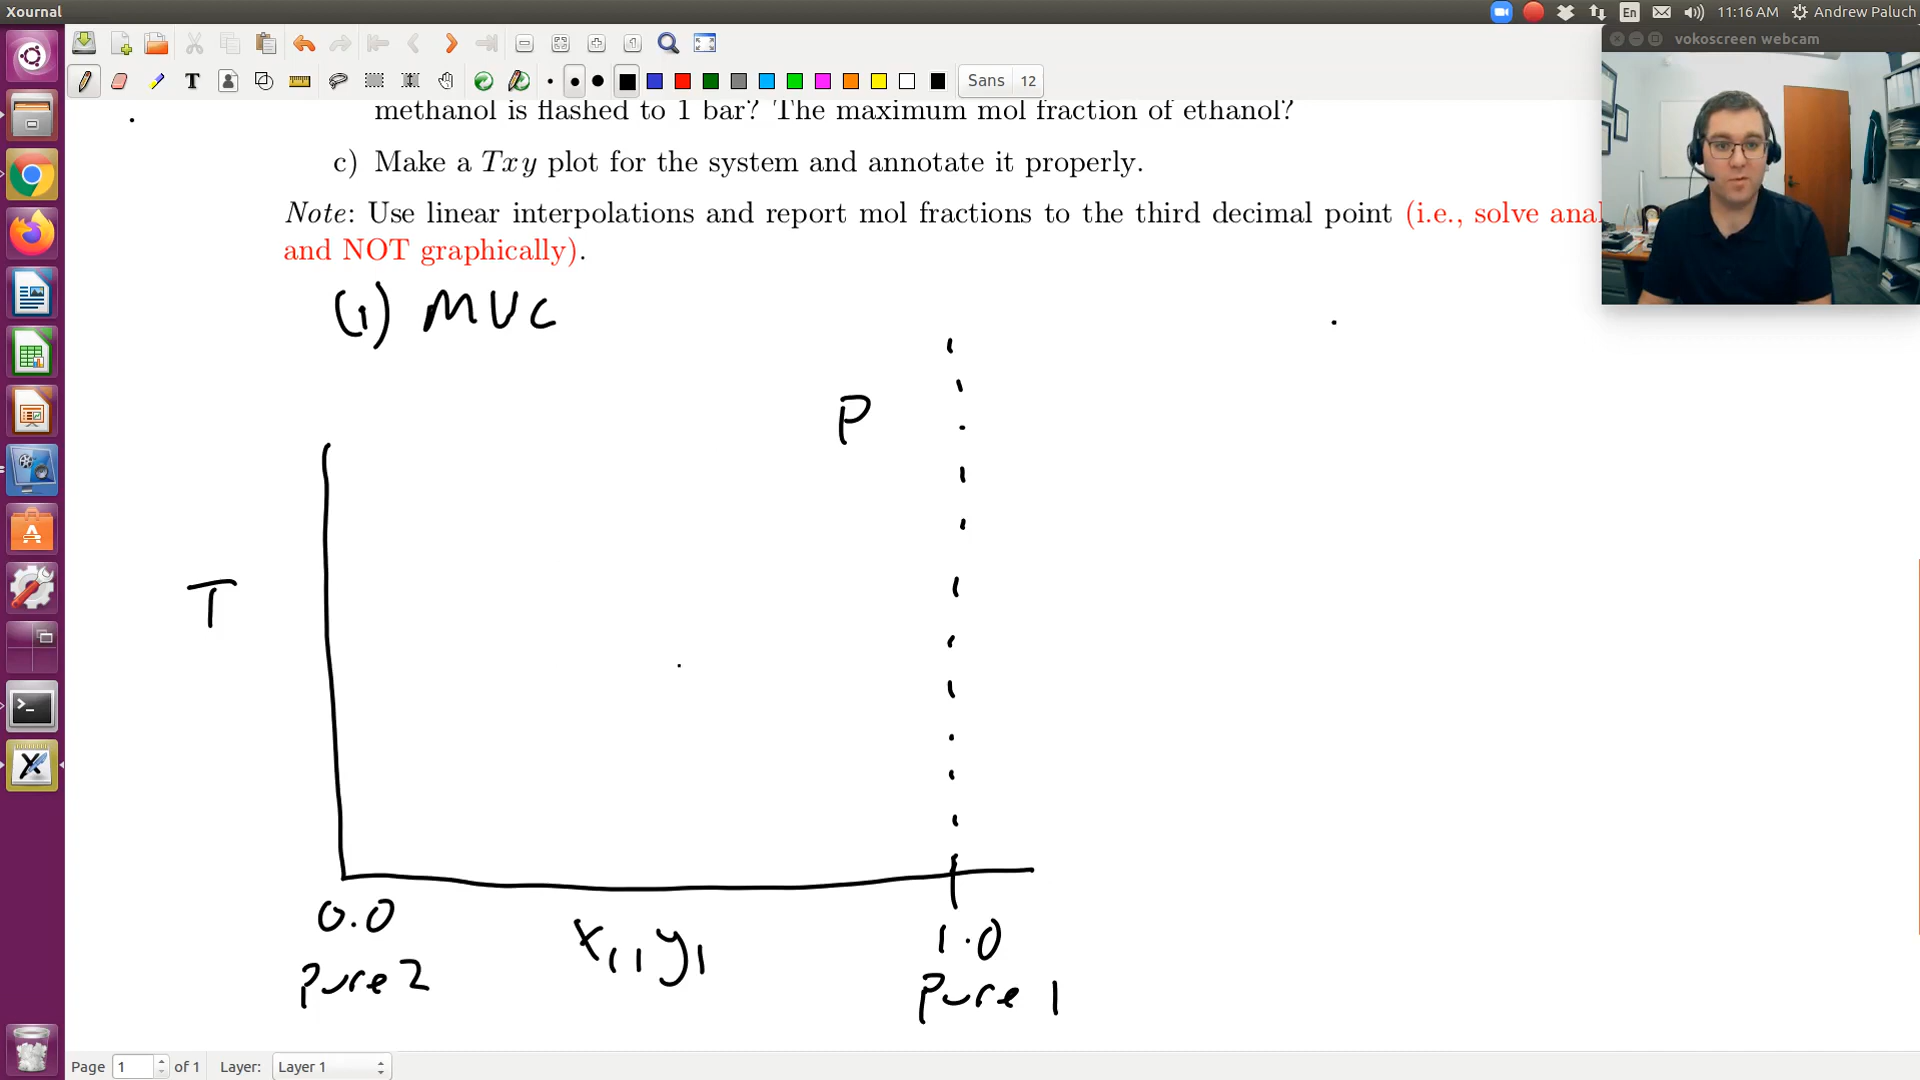 Xournal
En
11:16 AM
Andrew Paluch
vokoscreen webcam
Sans 12
methanol is flashed to 1 bar? The maximum mol fraction of ethanol?
c) Make a Txy plot for the system and annotate it properly.
Note: Use linear interpolations and report mol fractions to the third decimal point (i.e., solve anal
and NOT graphically).
(1) MVC
P
T
0.0
x1, y1
1.0
Pure 2
Pure 1
Page 1 of 1 Layer: Layer 1